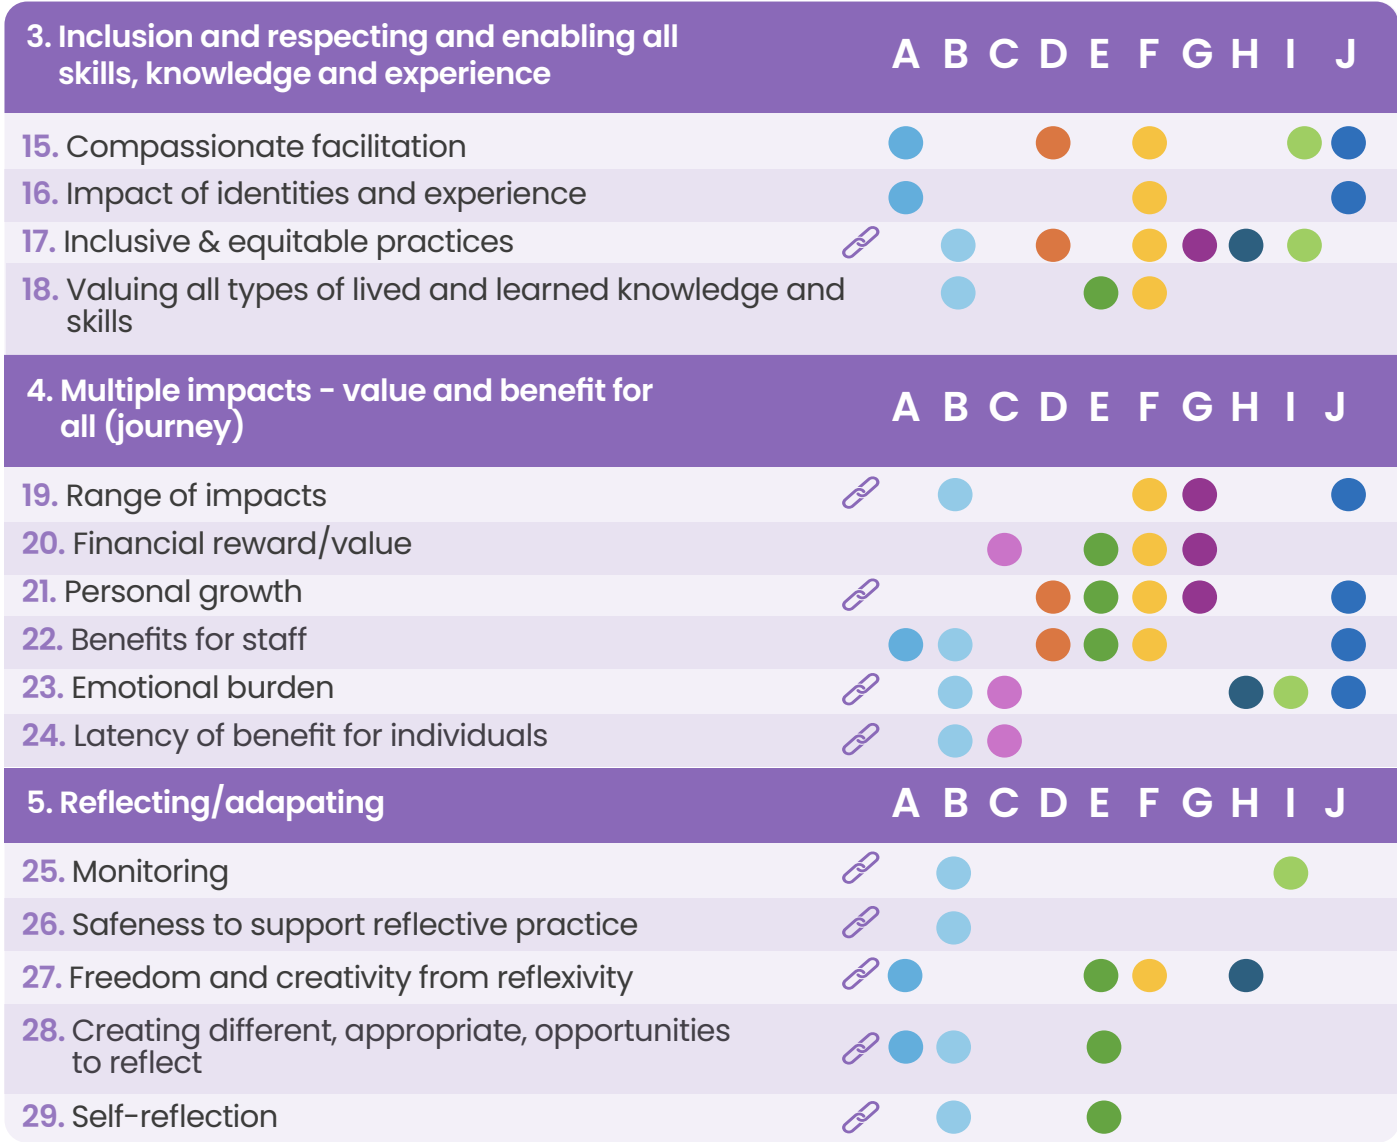 3. Inclusion and respecting and enabling all
skills, knowledge and experience
A B C D E F G H I J
15. Compassionate facilitation
16. Impact of identities and experience
17. Inclusive & equitable practices
18. Valuing all types of lived and learned knowledge and
skills
4. Multiple impacts - value and benefit for
all (journey)
A B C D E F G H I J
19. Range of impacts
20. Financial reward/value
21. Personal growth
22. Benefits for staff
23. Emotional burden
24. Latency of benefit for individuals
5. Reflecting/adapating
A B C D E F G H I J
25. Monitoring
26. Safeness to support reflective practice
27. Freedom and creativity from reflexivity
28. Creating different, appropriate, opportunities
to reflect
29. Self-reflection